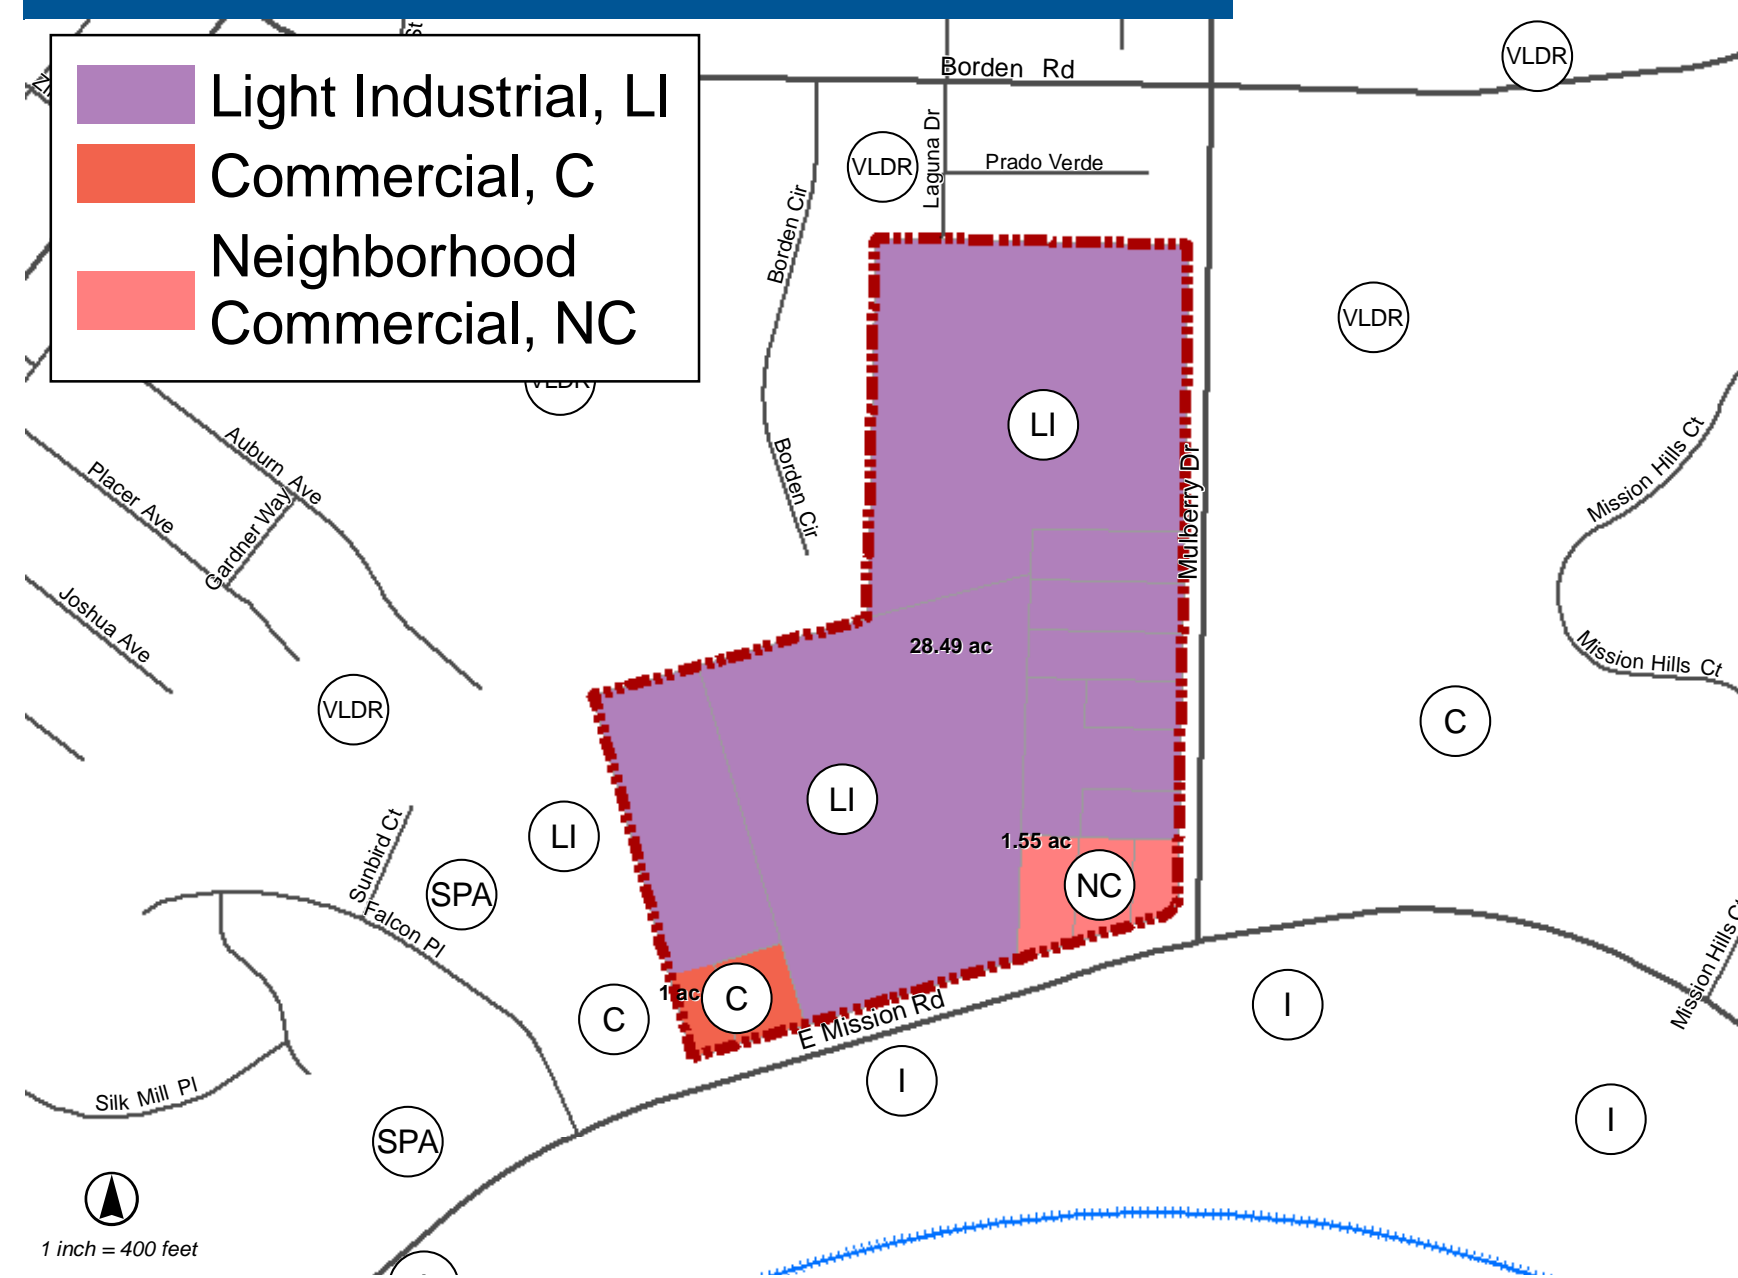 Light Industrial, LI
Commercial, C
Neighborhood
Commercial, NC
St
Borden Rd
VLDR
VLDR
Laguna Dr
Prado Verde
Borden Cir
VLDR
VLDR
LI
Mulberry Dr
Borden Cir
Auburn Ave
Placer Ave
Gardner Way
Joshua Ave
Mission Hills Ct
Mission Hills Ct
28.49 ac
VLDR
C
LI
LI
Sunbird Ct
SPA
Falcon Pl
1.55 ac
NC
1 ac
C
C
E Mission Rd
I
I
I
Mission Hills Ct
Silk Mill Pl
SPA
1 inch = 400 feet